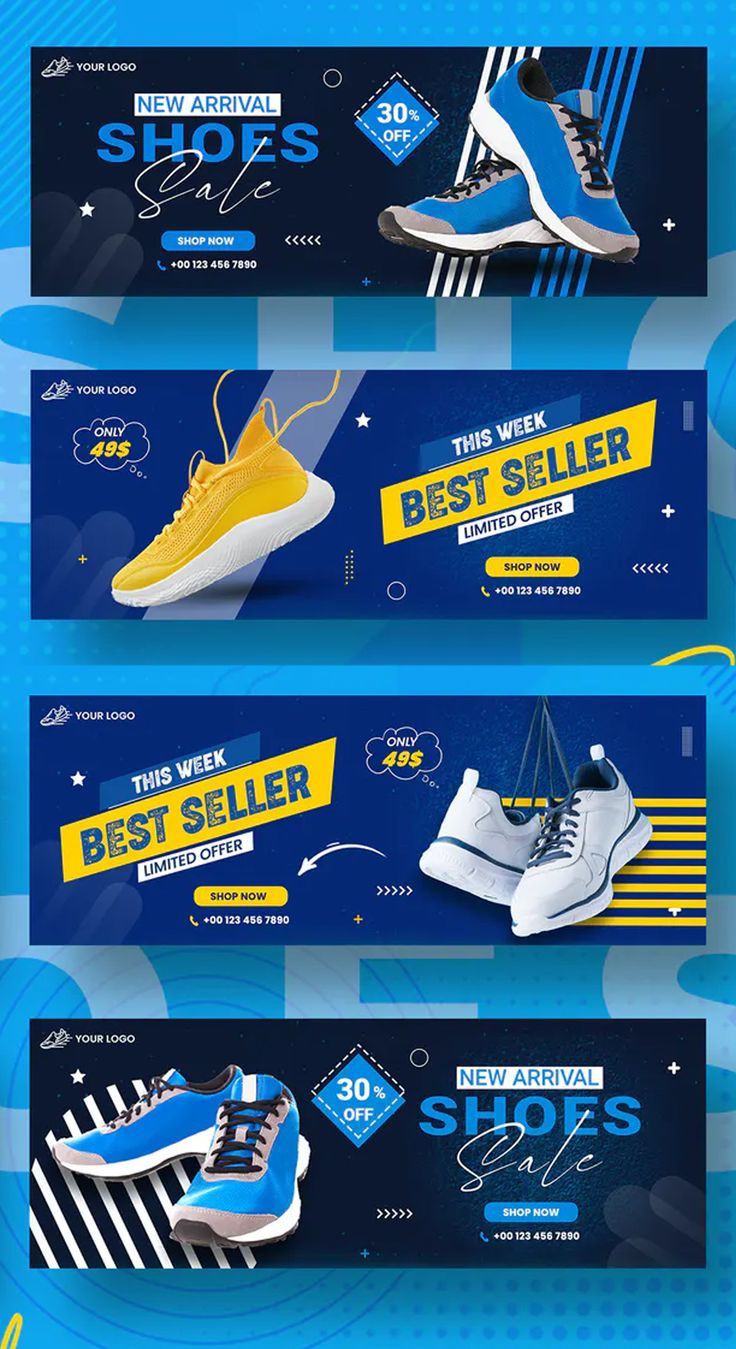 YOUR LOGO
NEW ARRIVAL
SHOES
Sale
30%
OFF
SHOP NOW
<<<<<
+00 123 456 7890
YOUR LOGO
ONLY
49$
THIS WEEK
BEST SELLER
LIMITED OFFER
SHOP NOW
<<<<<
+00 123 456 7890
YOUR LOGO
THIS WEEK
BEST SELLER
LIMITED OFFER
ONLY
49$
SHOP NOW
>>>>>
+00 123 456 7890
YOUR LOGO
30%
OFF
NEW ARRIVAL
SHOES
Sale
SHOP NOW
>>>>>
+00 123 456 7890
SHOES